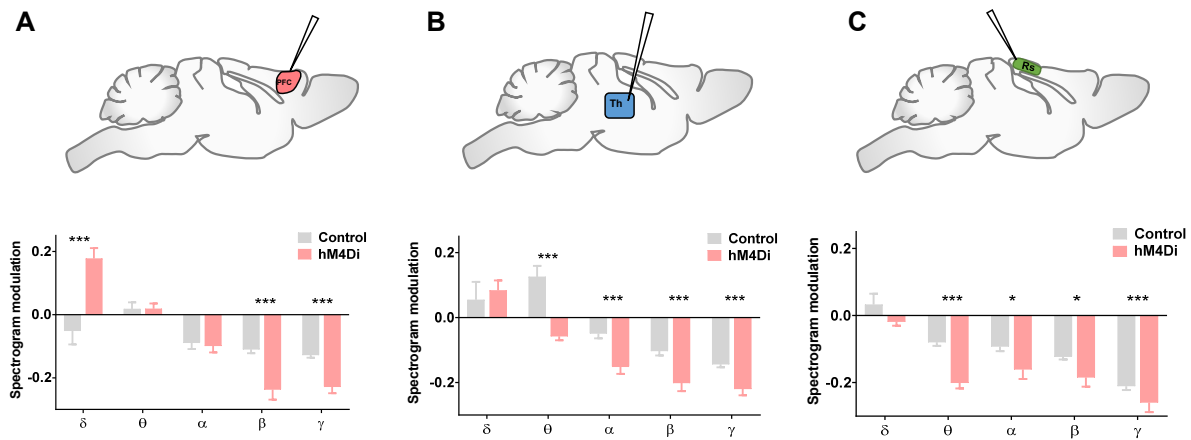 A
B
C
PFC
Th
Rs
Spectrogram modulation
0.2
0.0
-0.2
***
***
***
Control
hM4Di
δ
θ
α
β
γ
Spectrogram modulation
0.2
0.0
-0.2
***
***
***
***
Control
hM4Di
δ
θ
α
β
γ
Spectrogram modulation
0.2
0.0
-0.2
***
*
*
***
Control
hM4Di
δ
θ
α
β
γ